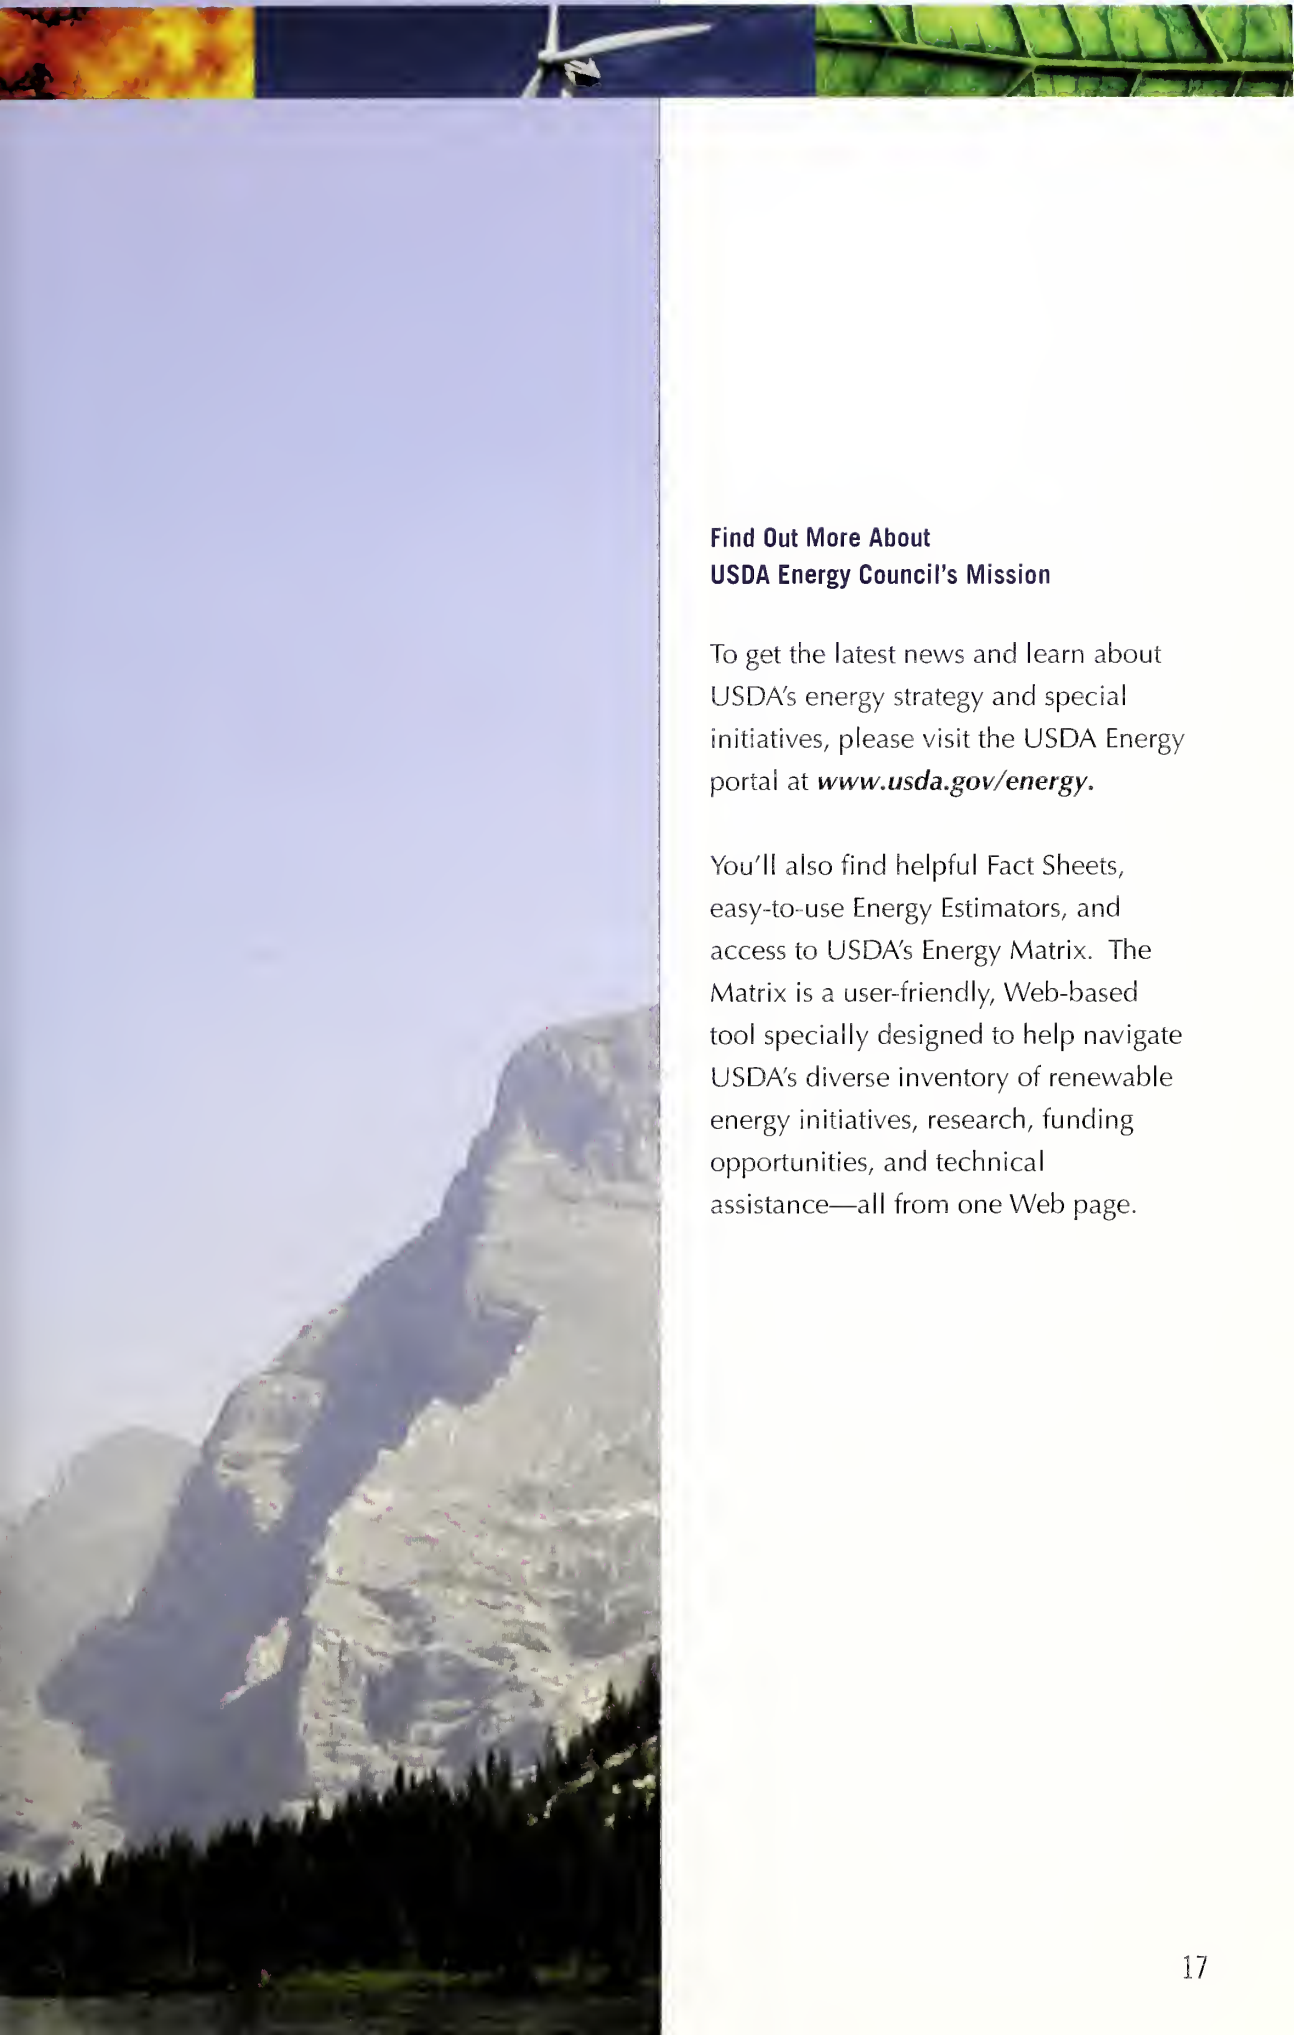 Find Out More About
USDA Energy Council's Mission
To get the latest news and learn about
USDA's energy strategy and special
initiatives, please visit the USDA Energy
portal at www.usda.gov/energy.
You'll also find helpful Fact Sheets,
easy-to-use Energy Estimators, and
access to USDA's Energy Matrix. The
Matrix is a user-friendly, Web-based
tool specially designed to help navigate
USDA's diverse inventory of renewable
energy initiatives, research, funding
opportunities, and technical
assistance—all from one Web page.
17